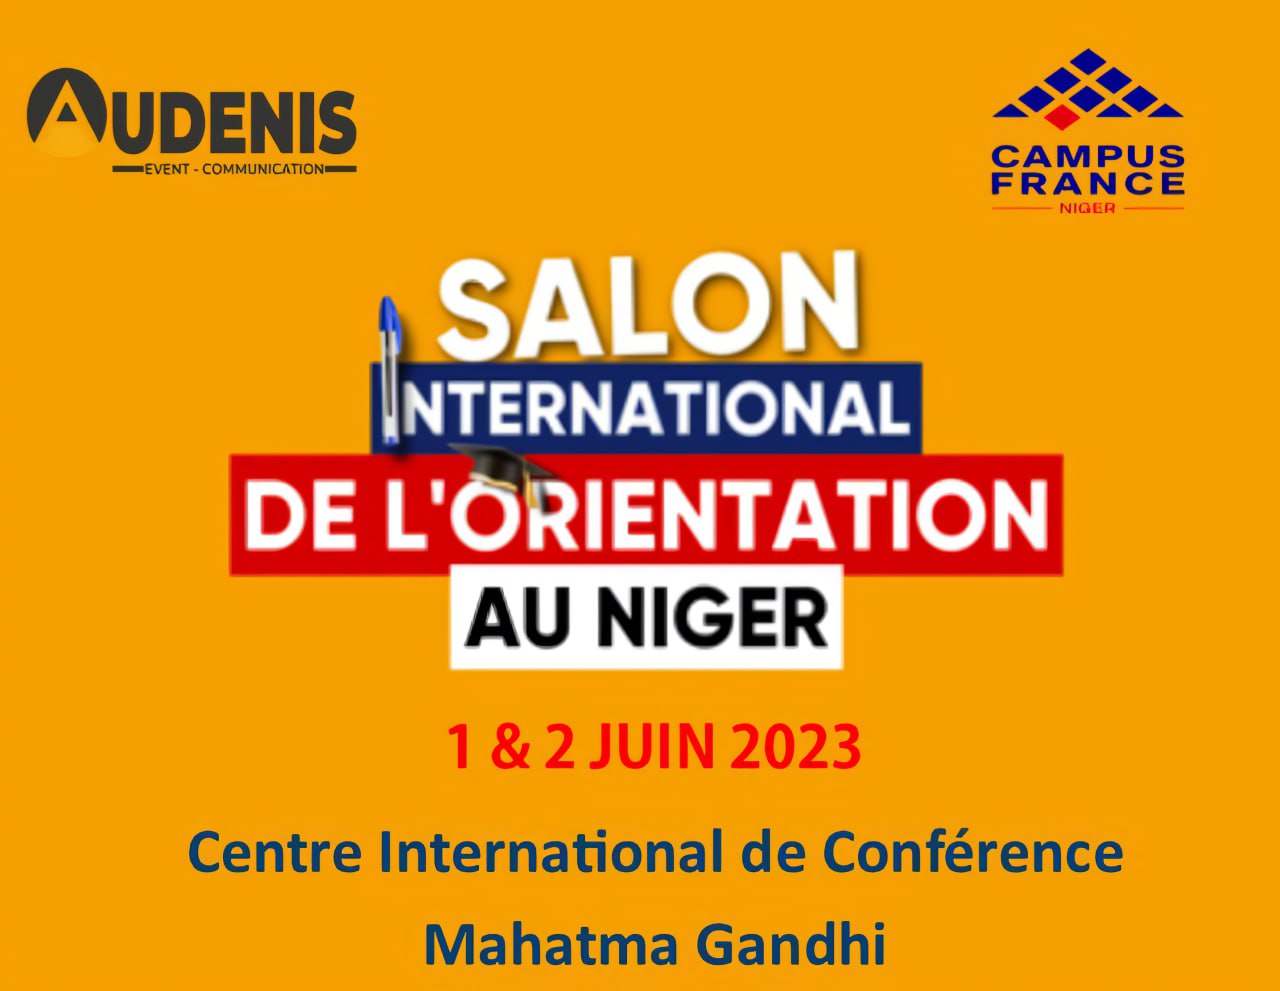 AUDENIS
EVENT - COMMUNICATION
CAMPUS
FRANCE
NIGER
SALON
INTERNATIONAL
DE L'ORIENTATION
AU NIGER
1 & 2 JUIN 2023
Centre International de Conférence
Mahatma Gandhi